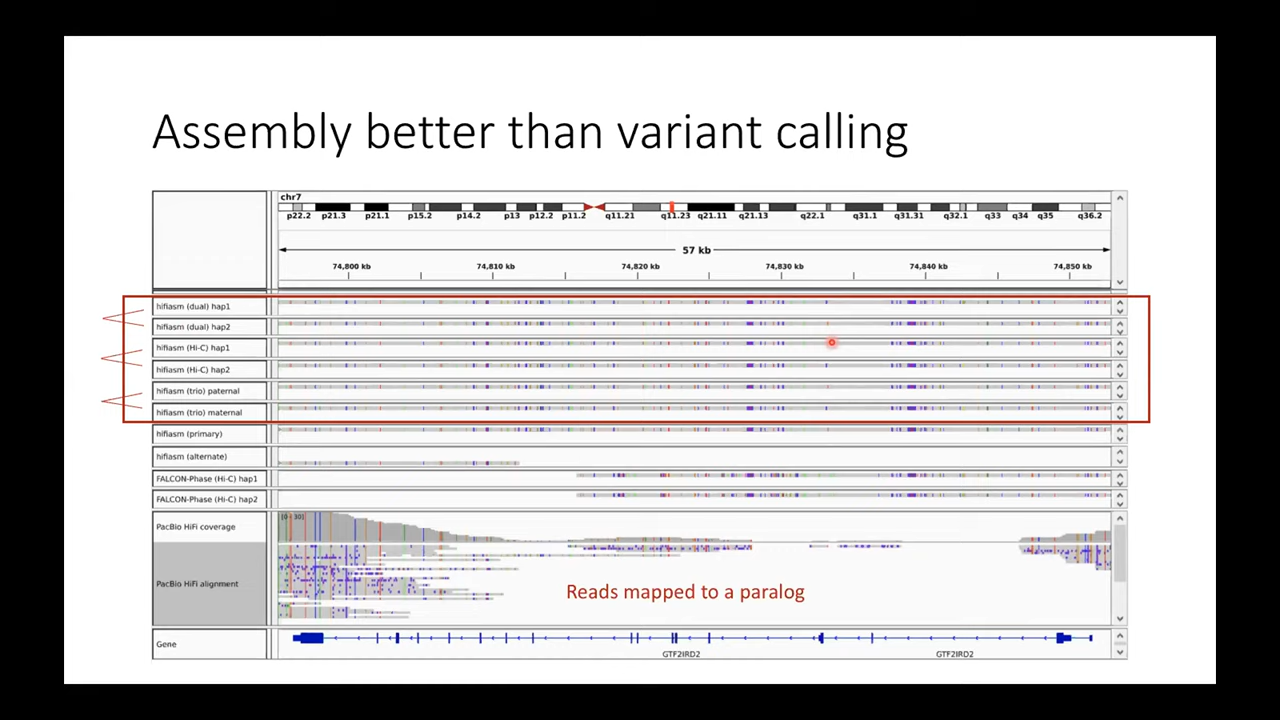 Assembly better than variant calling
chr7
p22.2 p21.3 p21.1 p15.2 p14.2 p13 p12.2 p11.2 q11.21 q11.23 q21.11 q21.13 q22.1 q31.1 q31.31 q32.1 q33 q34 q35 q36.2
57 kb
74,800 kb 74,810 kb 74,820 kb 74,830 kb 74,840 kb 74,850 kb
hifiasm (dual) hap1
hifiasm (dual) hap2
hifiasm (Hi-C) hap1
hifiasm (Hi-C) hap2
hifiasm (trio) paternal
hifiasm (trio) maternal
hifiasm (primary)
hifiasm (alternate)
FALCON-Phase (Hi-C) hap1
FALCON-Phase (Hi-C) hap2
[0 - 30]
PacBio HiFi coverage
PacBio HiFi alignment
Reads mapped to a paralog
Gene
GTF2IRD2 GTF2IRD2